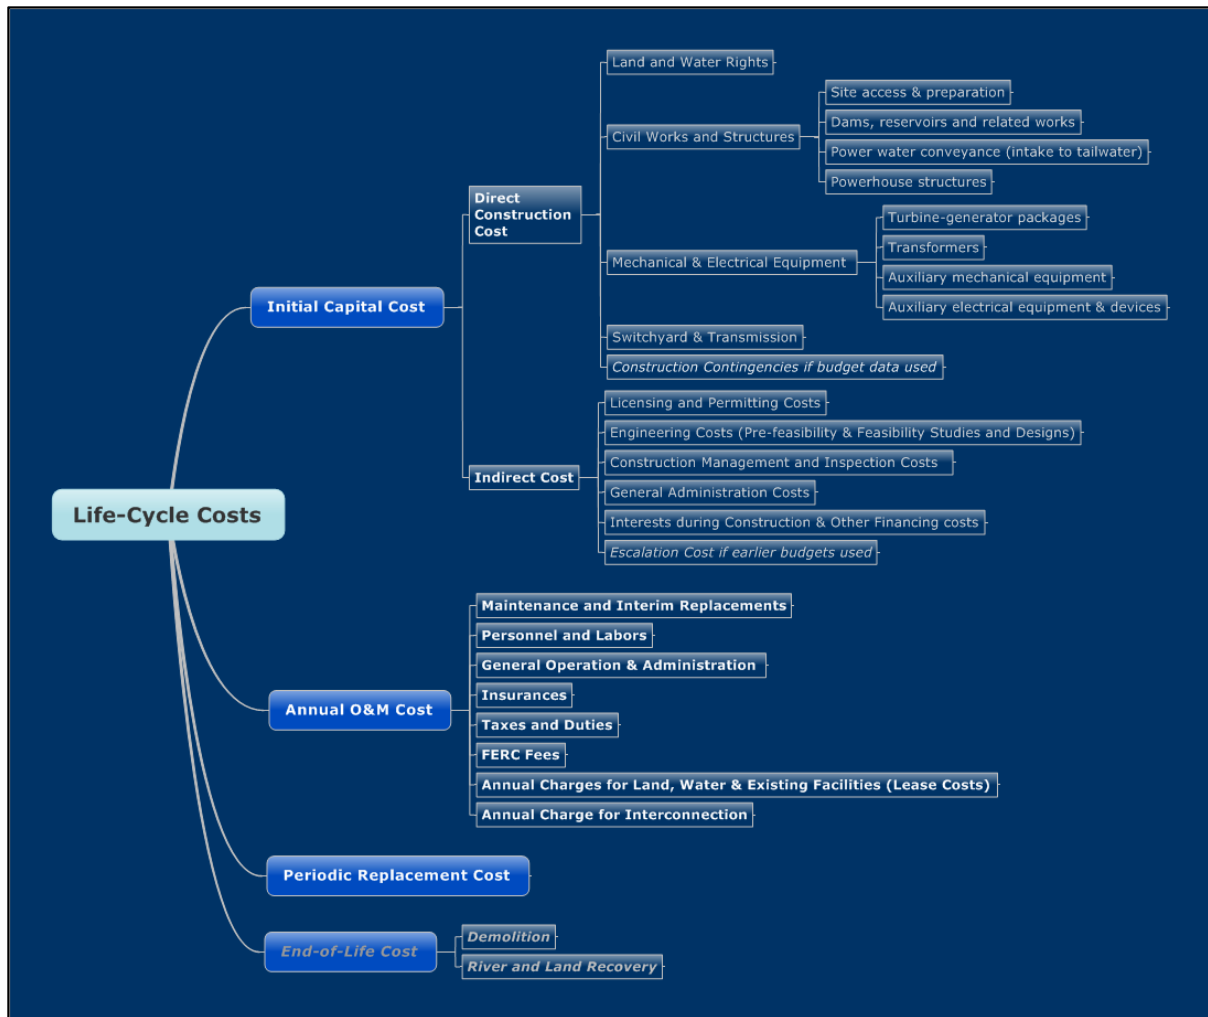 Life-Cycle Costs
Initial Capital Cost
Direct
Construction
Cost
Land and Water Rights
Civil Works and Structures
Site access & preparation
Dams, reservoirs and related works
Power water conveyance (intake to tailwater)
Powerhouse structures
Mechanical & Electrical Equipment
Turbine-generator packages
Transformers
Auxiliary mechanical equipment
Auxiliary electrical equipment & devices
Switchyard & Transmission
Construction Contingencies if budget data used
Indirect Cost
Licensing and Permitting Costs
Engineering Costs (Pre-feasibility & Feasibility Studies and Designs)
Construction Management and Inspection Costs
General Administration Costs
Interests during Construction & Other Financing costs
Escalation Cost if earlier budgets used
Annual O&M Cost
Maintenance and Interim Replacements
Personnel and Labors
General Operation & Administration
Insurances
Taxes and Duties
FERC Fees
Annual Charges for Land, Water & Existing Facilities (Lease Costs)
Annual Charge for Interconnection
Periodic Replacement Cost
End-of-Life Cost
Demolition
River and Land Recovery